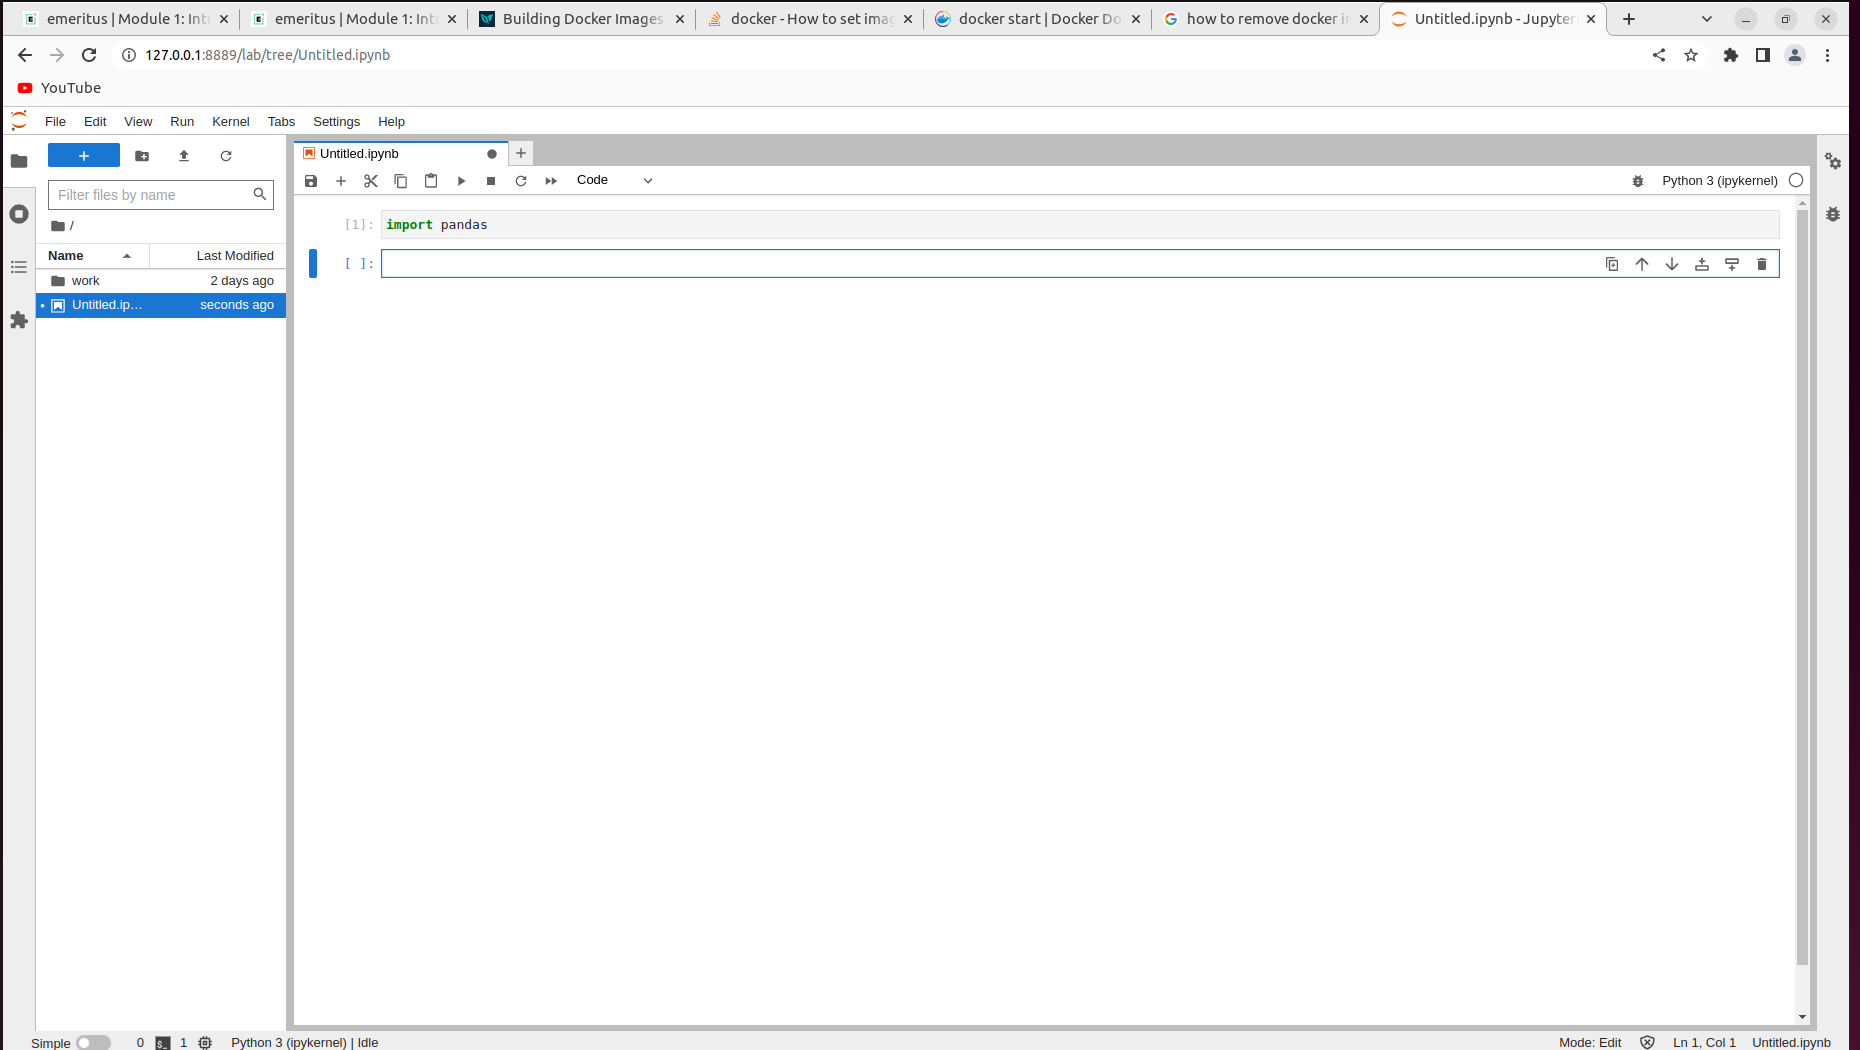 emeritus | Module 1: Intr
emeritus | Module 1: Intr
Building Docker Images
docker - How to set imag
docker start | Docker Do
how to remove docker in
Untitled.ipynb - Jupyter
127.0.0.1:8889/lab/tree/Untitled.ipynb
YouTube
File Edit View Run Kernel Tabs Settings Help
Untitled.ipynb
Code
Python 3 (ipykernel)
Filter files by name
/
Name Last Modified
work 2 days ago
Untitled.ip... seconds ago
[1]: import pandas
[ ]:
Simple 0 $_ 1 Python 3 (ipykernel) | Idle Mode: Edit Ln 1, Col 1 Untitled.ipynb